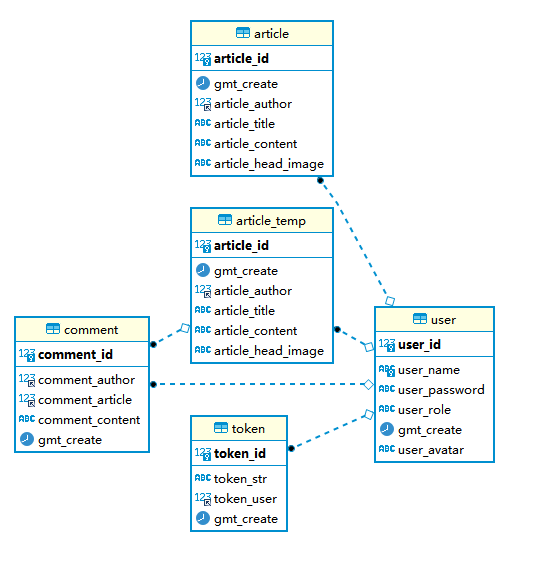 article
123 article_id
gmt_create
123 article_author
ABC article_title
ABC article_content
ABC article_head_image
article_temp
123 article_id
gmt_create
123 article_author
ABC article_title
ABC article_content
ABC article_head_image
comment
123 comment_id
123 comment_author
123 comment_article
ABC comment_content
gmt_create
user
123 user_id
ABC user_name
ABC user_password
ABC user_role
gmt_create
ABC user_avatar
token
123 token_id
ABC token_str
123 token_user
gmt_create